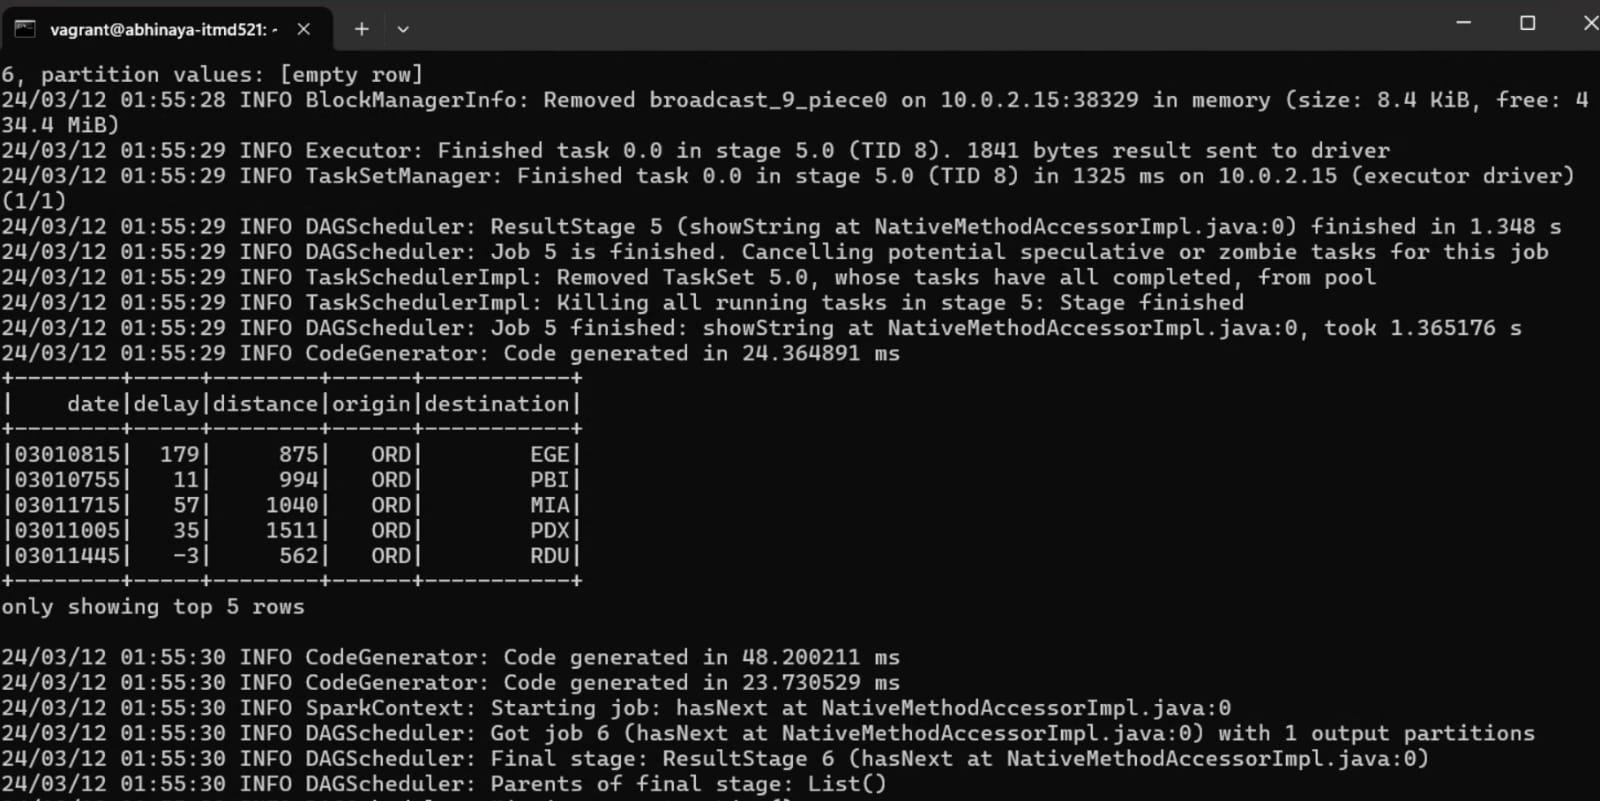 vagrant@abhinaya-itmd521: ~
6, partition values: [empty row]
24/03/12 01:55:28 INFO BlockManagerInfo: Removed broadcast_9_piece0 on 10.0.2.15:38329 in memory (size: 8.4 KiB, free: 4
34.4 MiB)
24/03/12 01:55:29 INFO Executor: Finished task 0.0 in stage 5.0 (TID 8). 1841 bytes result sent to driver
24/03/12 01:55:29 INFO TaskSetManager: Finished task 0.0 in stage 5.0 (TID 8) in 1325 ms on 10.0.2.15 (executor driver)
(1/1)
24/03/12 01:55:29 INFO DAGScheduler: ResultStage 5 (showString at NativeMethodAccessorImpl.java:0) finished in 1.348 s
24/03/12 01:55:29 INFO DAGScheduler: Job 5 is finished. Cancelling potential speculative or zombie tasks for this job
24/03/12 01:55:29 INFO TaskSchedulerImpl: Removed TaskSet 5.0, whose tasks have all completed, from pool
24/03/12 01:55:29 INFO TaskSchedulerImpl: Killing all running tasks in stage 5: Stage finished
24/03/12 01:55:29 INFO DAGScheduler: Job 5 finished: showString at NativeMethodAccessorImpl.java:0, took 1.365176 s
24/03/12 01:55:29 INFO CodeGenerator: Code generated in 24.364891 ms
+--------+-----+--------+------+-----------+
|    date|delay|distance|origin|destination|
+--------+-----+--------+------+-----------+
|03010815|  179|     875|   ORD|        EGE|
|03010755|   11|     994|   ORD|        PBI|
|03011715|   57|    1040|   ORD|        MIA|
|03011005|   35|    1511|   ORD|        PDX|
|03011445|   -3|     562|   ORD|        RDU|
+--------+-----+--------+------+-----------+
only showing top 5 rows
24/03/12 01:55:30 INFO CodeGenerator: Code generated in 48.200211 ms
24/03/12 01:55:30 INFO CodeGenerator: Code generated in 23.730529 ms
24/03/12 01:55:30 INFO SparkContext: Starting job: hasNext at NativeMethodAccessorImpl.java:0
24/03/12 01:55:30 INFO DAGScheduler: Got job 6 (hasNext at NativeMethodAccessorImpl.java:0) with 1 output partitions
24/03/12 01:55:30 INFO DAGScheduler: Final stage: ResultStage 6 (hasNext at NativeMethodAccessorImpl.java:0)
24/03/12 01:55:30 INFO DAGScheduler: Parents of final stage: List()